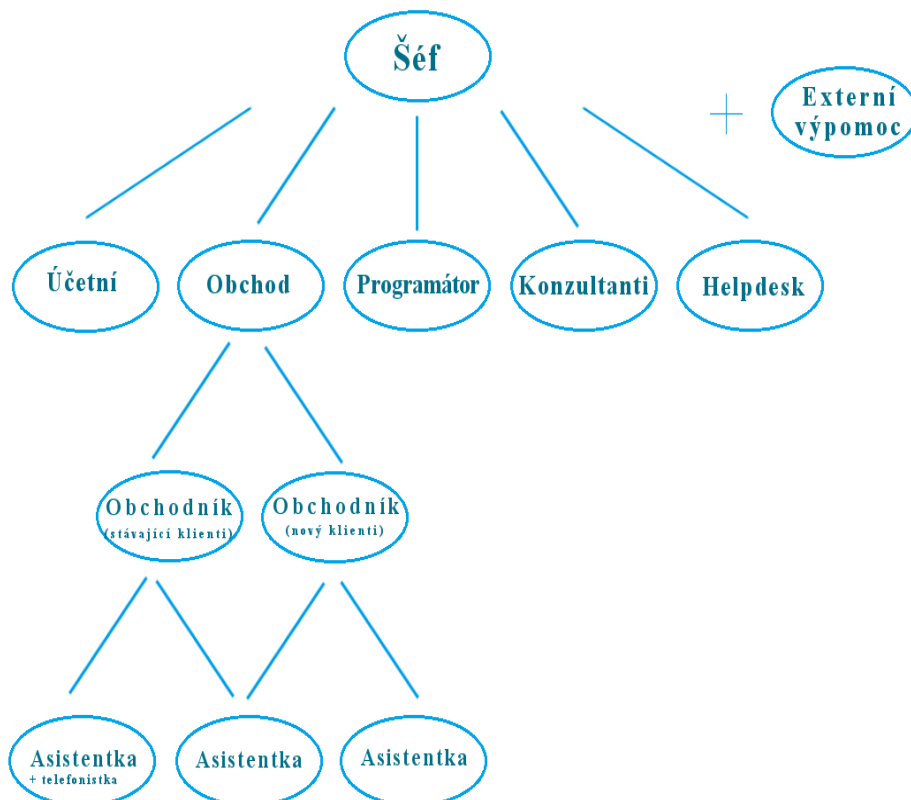 Šéf
+ Externí
výpomoc
Účetní
Obchod
Programátor
Konzultanti
Helpdesk
Obchodník
(stávající klienti)
Obchodník
(nový klienti)
Asistentka
+ telefonistka
Asistentka
Asistentka